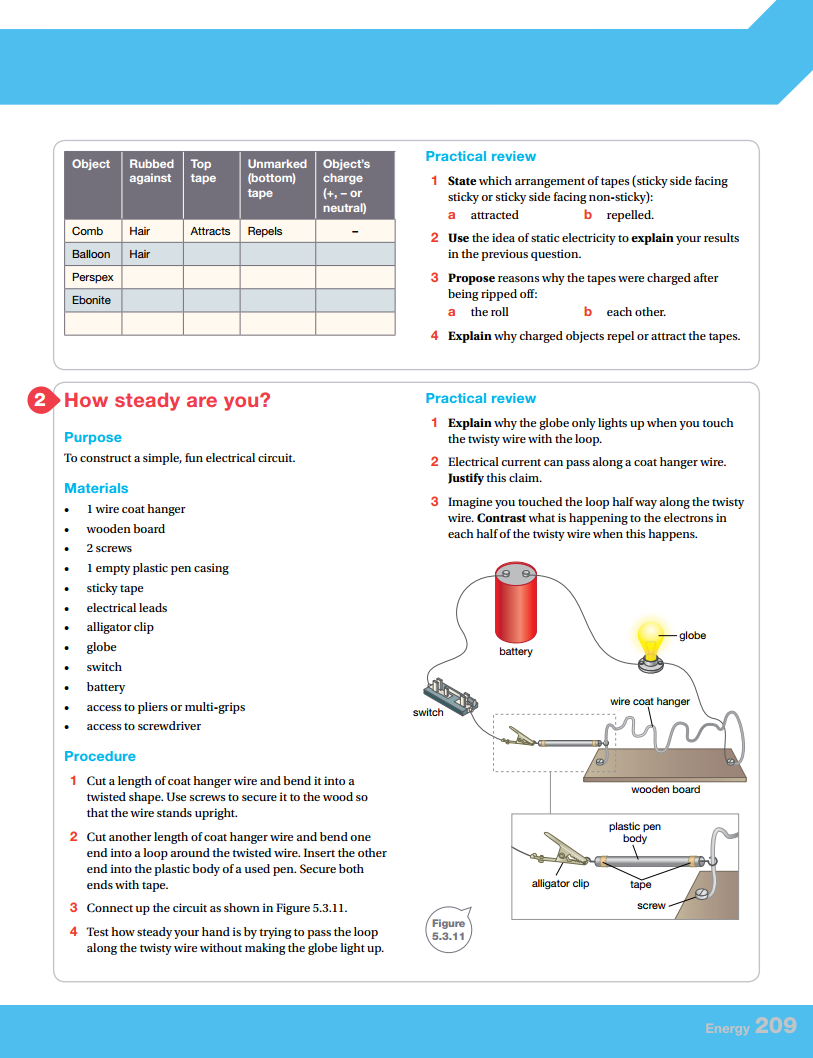 Object Rubbed against Top tape Unmarked (bottom) tape Object's charge (+, – or neutral)
Comb Hair Attracts Repels –
Balloon Hair
Perspex
Ebonite
Practical review
1 State which arrangement of tapes (sticky side facing
sticky or sticky side facing non-sticky):
a attracted b repelled.
2 Use the idea of static electricity to explain your results
in the previous question.
3 Propose reasons why the tapes were charged after
being ripped off:
a the roll b each other.
4 Explain why charged objects repel or attract the tapes.
2 How steady are you?
Purpose
To construct a simple, fun electrical circuit.
Materials
• 1 wire coat hanger
• wooden board
• 2 screws
• 1 empty plastic pen casing
• sticky tape
• electrical leads
• alligator clip
• globe
• switch
• battery
• access to pliers or multi-grips
• access to screwdriver
Procedure
1 Cut a length of coat hanger wire and bend it into a
twisted shape. Use screws to secure it to the wood so
that the wire stands upright.
2 Cut another length of coat hanger wire and bend one
end into a loop around the twisted wire. Insert the other
end into the plastic body of a used pen. Secure both
ends with tape.
3 Connect up the circuit as shown in Figure 5.3.11.
4 Test how steady your hand is by trying to pass the loop
along the twisty wire without making the globe light up.
Practical review
1 Explain why the globe only lights up when you touch
the twisty wire with the loop.
2 Electrical current can pass along a coat hanger wire.
Justify this claim.
3 Imagine you touched the loop half way along the twisty
wire. Contrast what is happening to the electrons in
each half of the twisty wire when this happens.
battery
globe
switch
wire coat hanger
wooden board
plastic pen
body
alligator clip
tape
screw
Figure
5.3.11
Energy 209